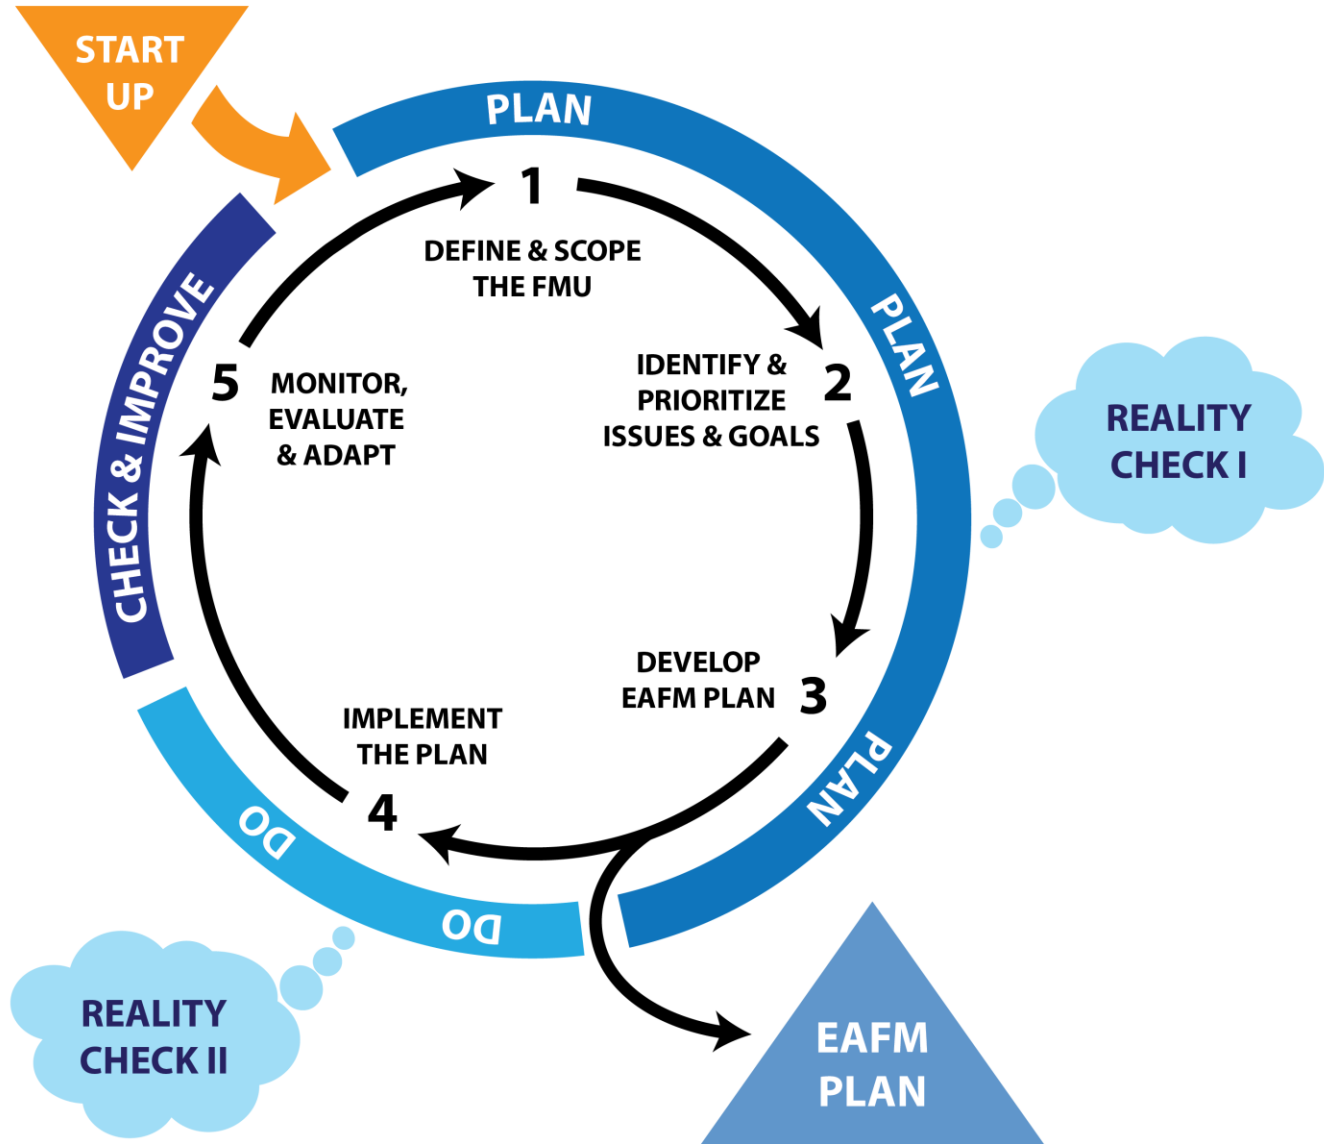 START
UP
PLAN
1
DEFINE & SCOPE
THE FMU
PLAN
IDENTIFY &
PRIORITIZE
ISSUES & GOALS
2
REALITY
CHECK I
DEVELOP
EAFM PLAN
3
PLAN
IMPLEMENT
THE PLAN
4
DO
DO
REALITY
CHECK II
EAFM
PLAN
5
MONITOR,
EVALUATE
& ADAPT
CHECK & IMPROVE